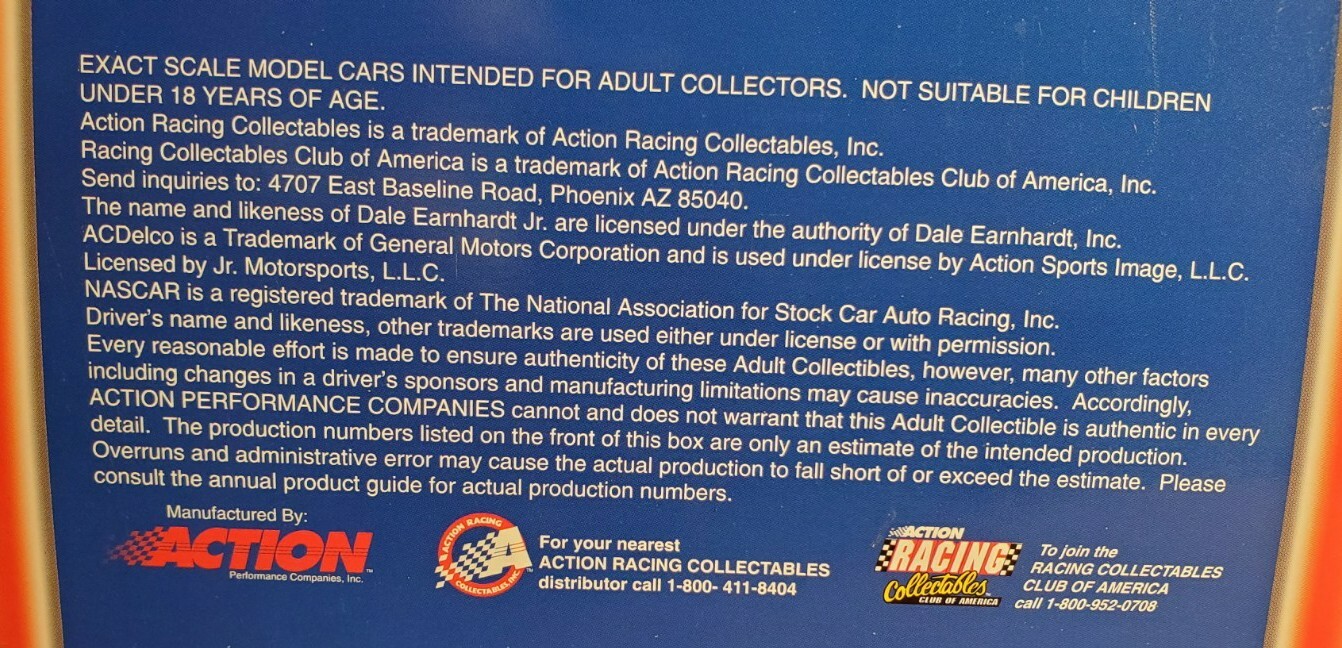 EXACT SCALE MODEL CARS INTENDED FOR ADULT COLLECTORS. NOT SUITABLE FOR CHILDREN
UNDER 18 YEARS OF AGE.
Action Racing Collectables is a trademark of Action Racing Collectables, Inc.
Racing Collectables Club of America is a trademark of Action Racing Collectables Club of America, Inc.
Send inquiries to: 4707 East Baseline Road, Phoenix AZ 85040.
The name and likeness of Dale Earnhardt Jr. are licensed under the authority of Dale Earnhardt, Inc.
ACDelco is a Trademark of General Motors Corporation and is used under license by Action Sports Image, L.L.C.
Licensed by Jr. Motorsports, L.L.C.
NASCAR is a registered trademark of The National Association for Stock Car Auto Racing, Inc.
Driver's name and likeness, other trademarks are used either under license or with permission.
Every reasonable effort is made to ensure authenticity of these Adult Collectibles, however, many other factors
including changes in a driver's sponsors and manufacturing limitations may cause inaccuracies. Accordingly,
ACTION PERFORMANCE COMPANIES cannot and does not warrant that this Adult Collectible is authentic in every
detail. The production numbers listed on the front of this box are only an estimate of the intended production.
Overruns and administrative error may cause the actual production to fall short of or exceed the estimate. Please
consult the annual product guide for actual production numbers.
Manufactured By:
ACTION™
Performance Companies, Inc.
ACTION RACING
A
COLLECTABLES, INC.™
For your nearest
ACTION RACING COLLECTABLES
distributor call 1-800- 411-8404
ACTION
RACING
Collectables™
CLUB OF AMERICA
To join the
RACING COLLECTABLES
CLUB OF AMERICA
call 1-800-952-0708